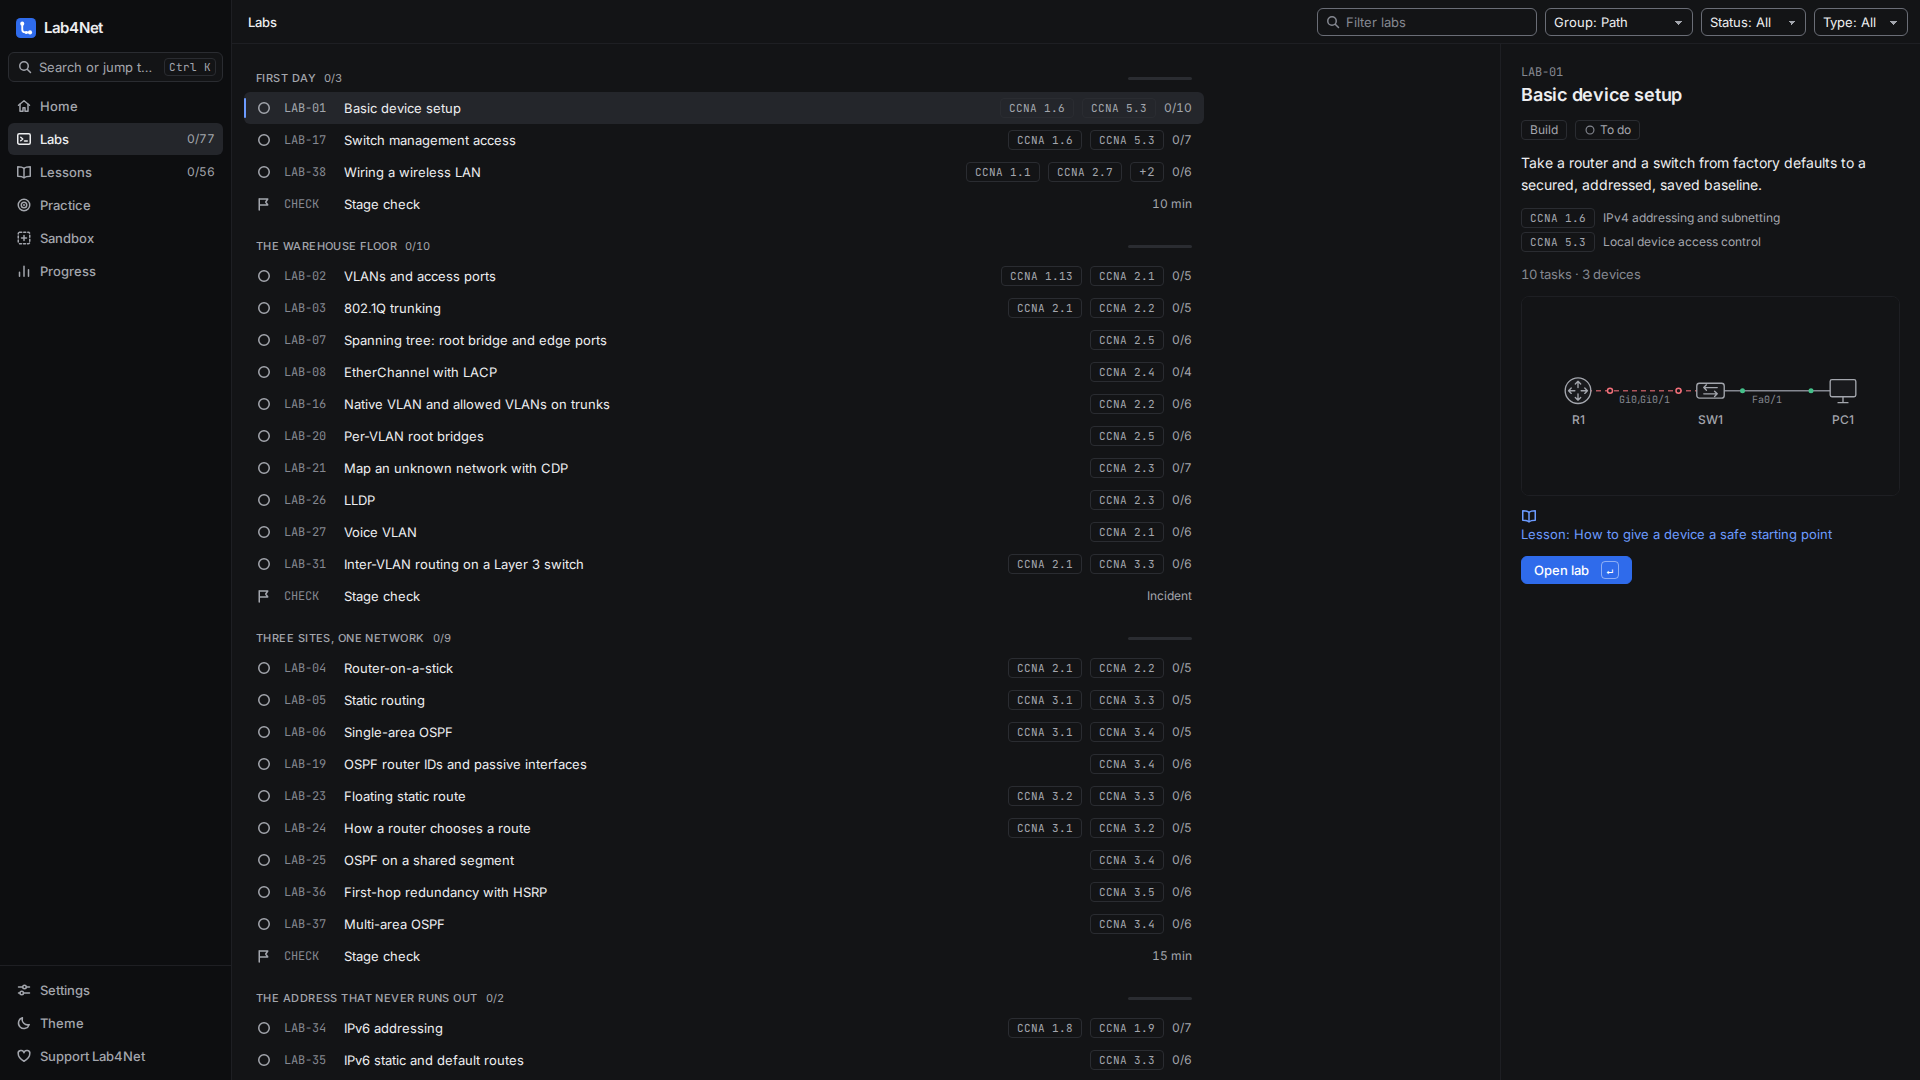 Lab4Net
Search or jump t... Ctrl K
Home
Labs 0/77
Lessons 0/56
Practice
Sandbox
Progress
Settings
Theme
Support Lab4Net
Labs
Filter labs
Group: Path
Status: All
Type: All
FIRST DAY 0/3
LAB-01 Basic device setup CCNA 1.6 CCNA 5.3 0/10
LAB-17 Switch management access CCNA 1.6 CCNA 5.3 0/7
LAB-38 Wiring a wireless LAN CCNA 1.1 CCNA 2.7 +2 0/6
CHECK Stage check 10 min
THE WAREHOUSE FLOOR 0/10
LAB-02 VLANs and access ports CCNA 1.13 CCNA 2.1 0/5
LAB-03 802.1Q trunking CCNA 2.1 CCNA 2.2 0/5
LAB-07 Spanning tree: root bridge and edge ports CCNA 2.5 0/6
LAB-08 EtherChannel with LACP CCNA 2.4 0/4
LAB-16 Native VLAN and allowed VLANs on trunks CCNA 2.2 0/6
LAB-20 Per-VLAN root bridges CCNA 2.5 0/6
LAB-21 Map an unknown network with CDP CCNA 2.3 0/7
LAB-26 LLDP CCNA 2.3 0/6
LAB-27 Voice VLAN CCNA 2.1 0/6
LAB-31 Inter-VLAN routing on a Layer 3 switch CCNA 2.1 CCNA 3.3 0/6
CHECK Stage check Incident
THREE SITES, ONE NETWORK 0/9
LAB-04 Router-on-a-stick CCNA 2.1 CCNA 2.2 0/5
LAB-05 Static routing CCNA 3.1 CCNA 3.3 0/5
LAB-06 Single-area OSPF CCNA 3.1 CCNA 3.4 0/5
LAB-19 OSPF router IDs and passive interfaces CCNA 3.4 0/6
LAB-23 Floating static route CCNA 3.2 CCNA 3.3 0/6
LAB-24 How a router chooses a route CCNA 3.1 CCNA 3.2 0/5
LAB-25 OSPF on a shared segment CCNA 3.4 0/6
LAB-36 First-hop redundancy with HSRP CCNA 3.5 0/6
LAB-37 Multi-area OSPF CCNA 3.4 0/6
CHECK Stage check 15 min
THE ADDRESS THAT NEVER RUNS OUT 0/2
LAB-34 IPv6 addressing CCNA 1.8 CCNA 1.9 0/7
LAB-35 IPv6 static and default routes CCNA 3.3 0/6
LAB-01
Basic device setup
Build To do
Take a router and a switch from factory defaults to a
secured, addressed, saved baseline.
CCNA 1.6 IPv4 addressing and subnetting
CCNA 5.3 Local device access control
10 tasks · 3 devices
Gi0/1 Fa0/1
R1 SW1 PC1
Lesson: How to give a device a safe starting point
Open lab ↵